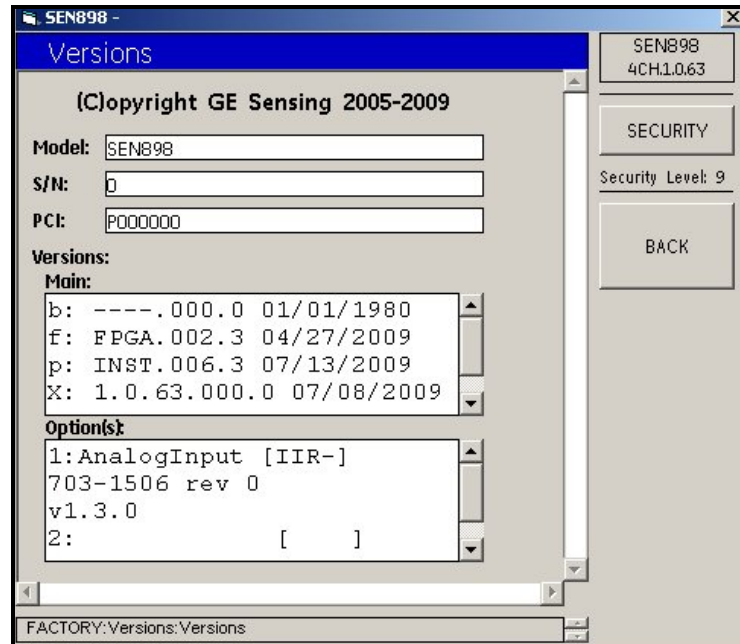 SEN898 -
Versions
(C)opyright GE Sensing 2005-2009
Model: SEN898
S/N: 0
PCI: P000000
Versions:
Main:
b: ----.000.0 01/01/1980
f: FPGA.002.3 04/27/2009
p: INST.006.3 07/13/2009
X: 1.0.63.000.0 07/08/2009
Option(s):
1:AnalogInput [IIR-]
703-1506 rev 0
v1.3.0
2: [ ]
FACTORY:Versions:Versions
SEN898
4CH.1.0.63
SECURITY
Security Level: 9
BACK